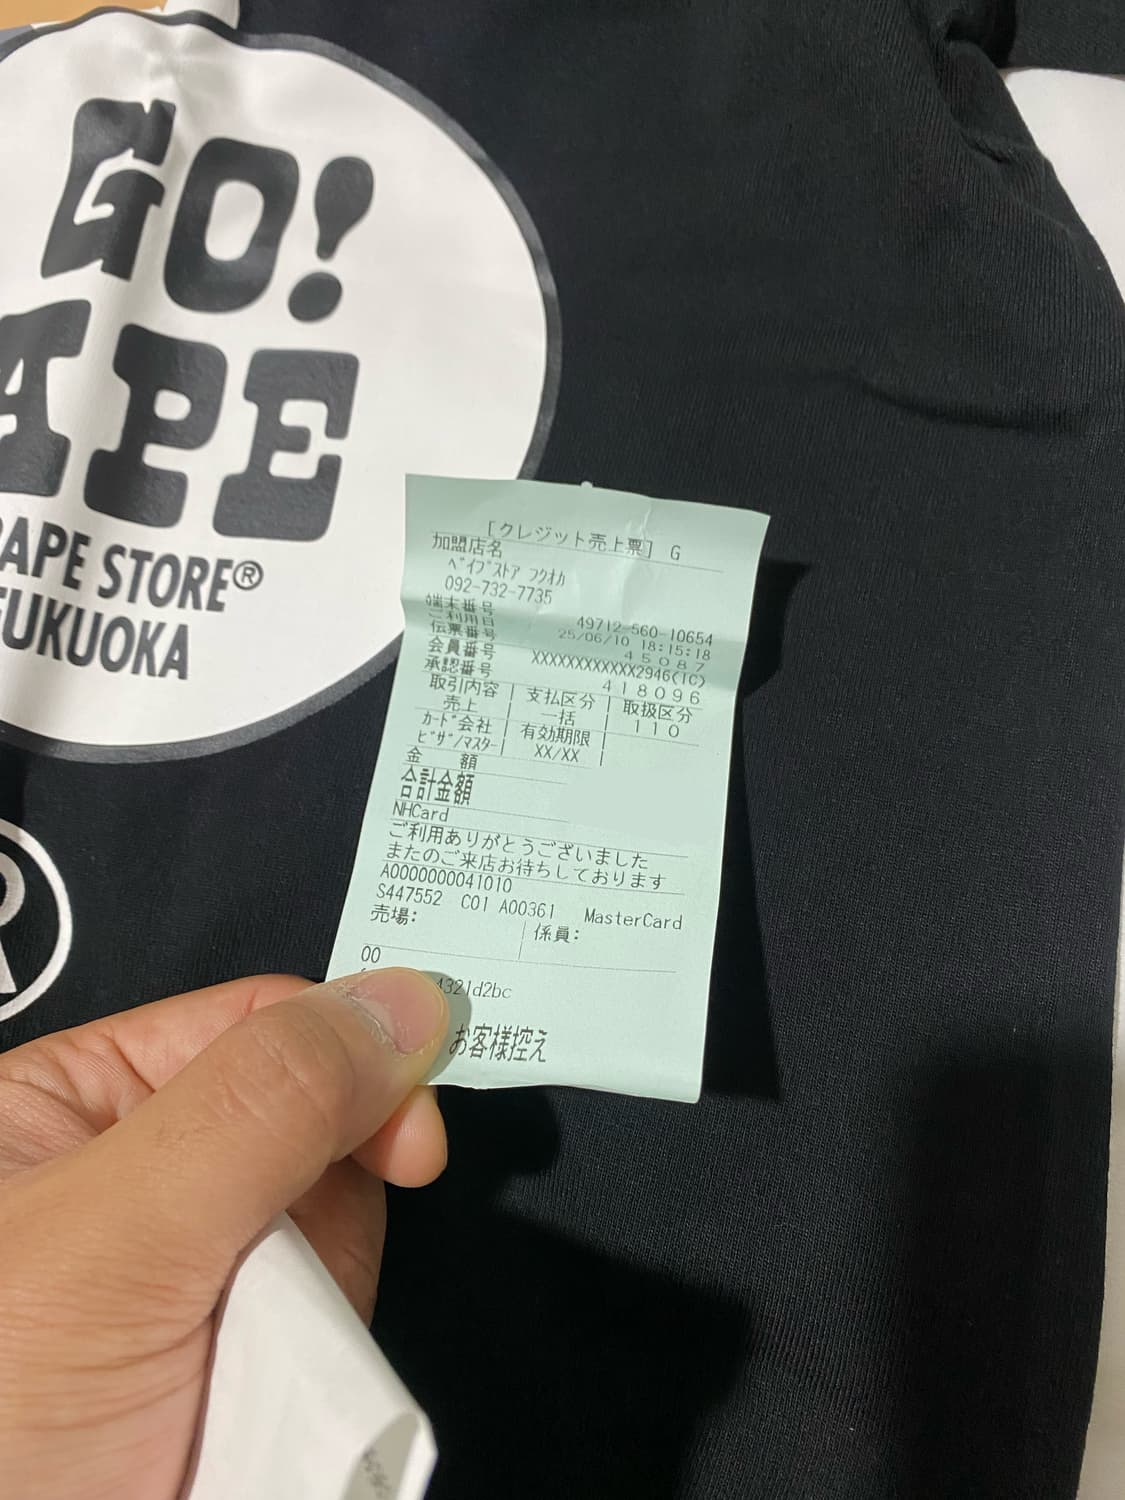 GO!
APE
BAPE STORE®
FUKUOKA
R
[クレジット売上票] G
加盟店名
ベイプストア フクオカ
092-732-7735
端末番号 49712-560-10654
ご利用日 25/06/10 18:15:18
伝票番号 45087
会員番号 XXXXXXXXXXXX2946(IC)
承認番号 418096
取引内容 支払区分 取扱区分
売上 一括 110
カード会社 有効期限
ビザ/マスター XX/XX
金 額
合計金額
NHCard
ご利用ありがとうございました
またのご来店お待ちしております
A0000000041010
S447552 C01 A00361 MasterCard
売場: 係員:
00
4321d2bc
お客様控え